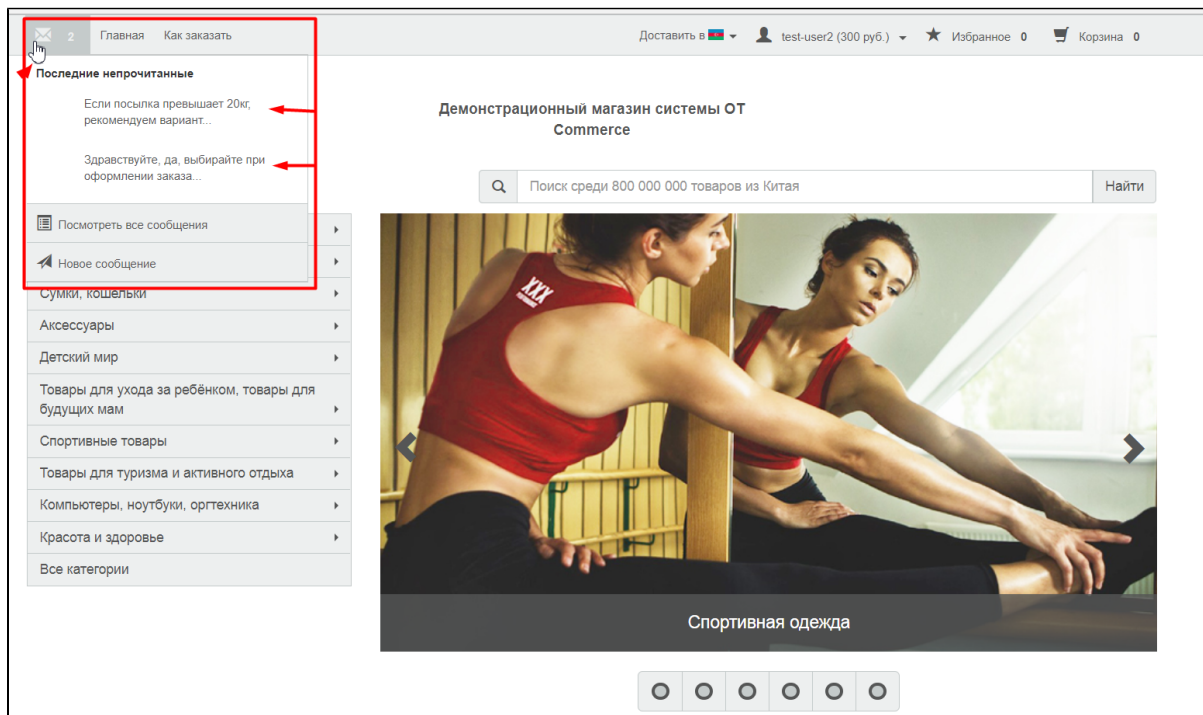 2 Главная Как заказать
Доставить в test-user2 (300 руб.) Избранное 0 Корзина 0
Последние непрочитанные
Если посылка превышает 20кг,
рекомендуем вариант...
Здравствуйте, да, выбирайте при
оформлении заказа...
Посмотреть все сообщения
Новое сообщение
Демонстрационный магазин системы OT
Commerce
Поиск среди 800 000 000 товаров из Китая Найти
Сумки, кошельки
Аксессуары
Детский мир
Товары для ухода за ребёнком, товары для
будущих мам
Спортивные товары
Товары для туризма и активного отдыха
Компьютеры, ноутбуки, оргтехника
Красота и здоровье
Все категории
XXX
Спортивная одежда